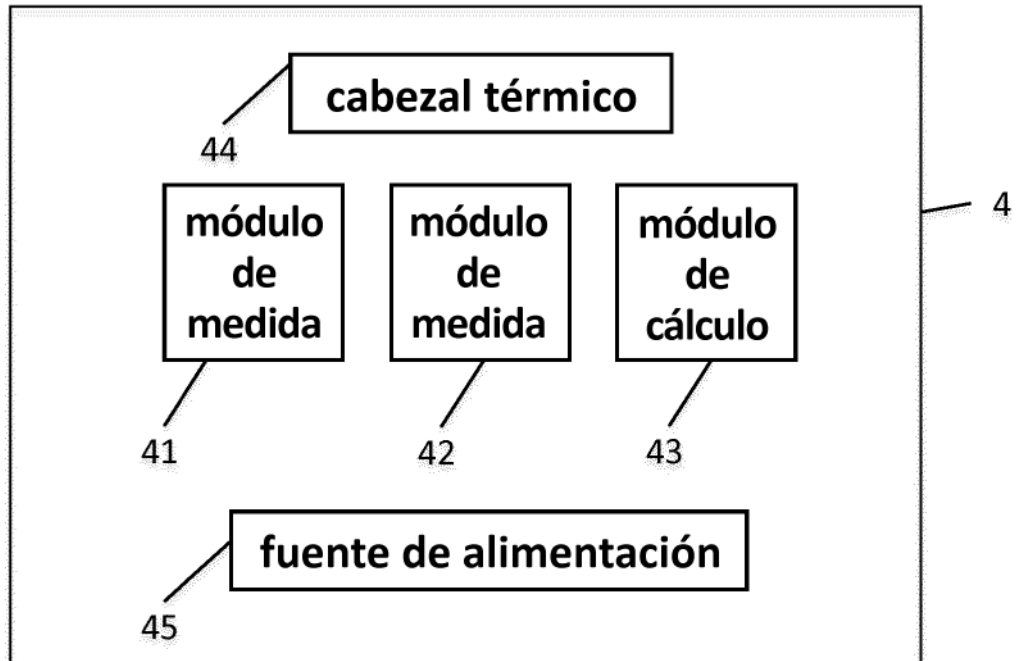 cabezal térmico
44
4
módulo
de
medida
módulo
de
medida
módulo
de
cálculo
41
42
43
fuente de alimentación
45